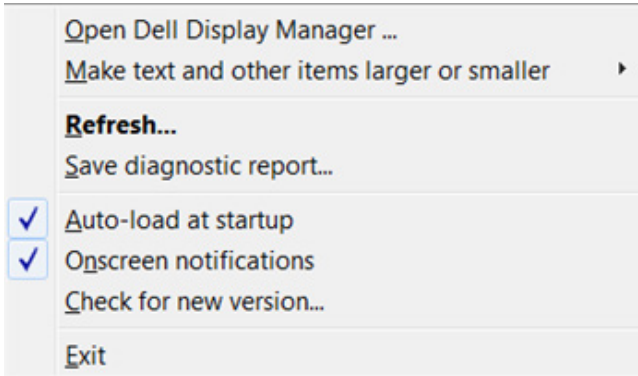 Open Dell Display Manager ...
Make text and other items larger or smaller
Refresh...
Save diagnostic report...
Auto-load at startup
Onscreen notifications
Check for new version...
Exit